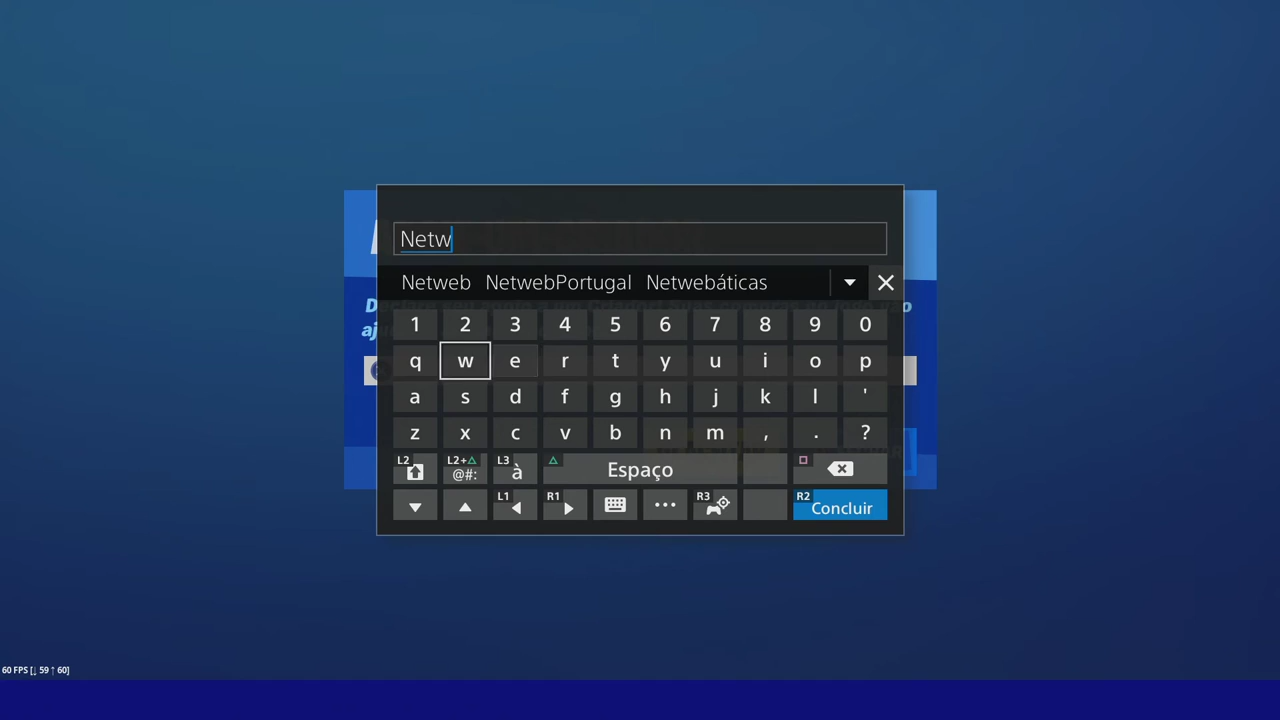 Netw
Netweb NetwebPortugal Netwebáticas
1 2 3 4 5 6 7 8 9 0
q w e r t y u i o p
a s d f g h j k l '
z x c v b n m , . ?
L2 L2+△ @#: L3 à △ Espaço
L1 R1 ... R3 R2 Concluir
60 FPS [↓ 59 ↑ 60]